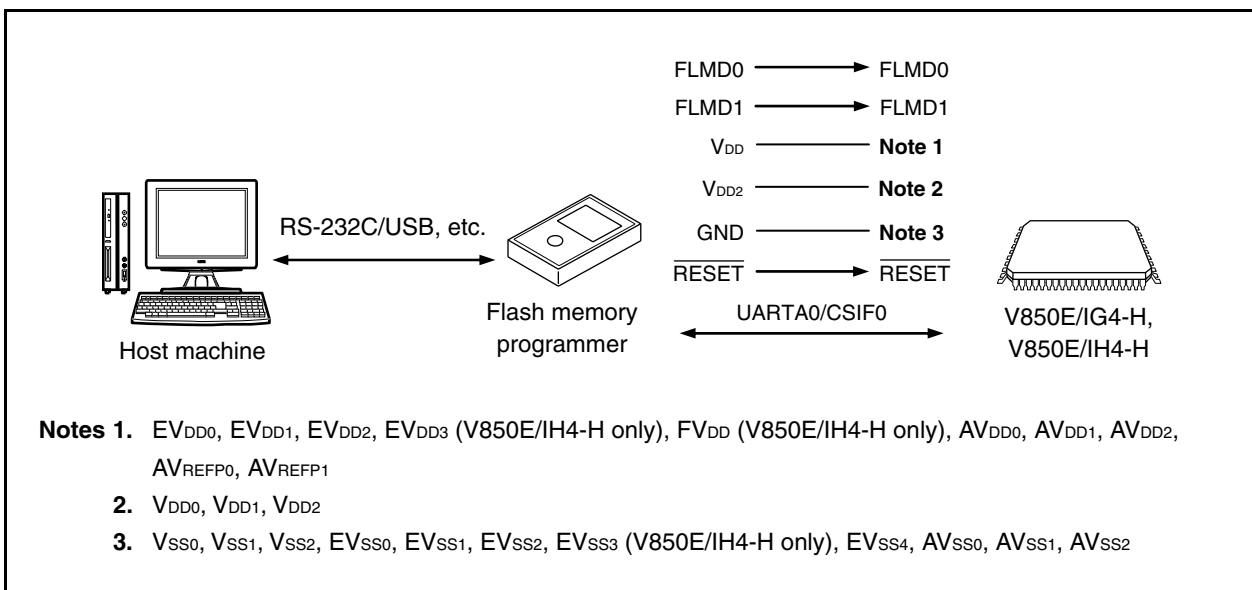 FLMD0 FLMD0
FLMD1 FLMD1
VDD Note 1
VDD2 Note 2
GND Note 3
RESET RESET
RS-232C/USB, etc.
UARTA0/CSIF0
Host machine
Flash memory
programmer
V850E/IG4-H,
V850E/IH4-H
Notes 1. EVDD0, EVDD1, EVDD2, EVDD3 (V850E/IH4-H only), FVDD (V850E/IH4-H only), AVDD0, AVDD1, AVDD2,
AVREFP0, AVREFP1
2. VDD0, VDD1, VDD2
3. VSS0, VSS1, VSS2, EVSS0, EVSS1, EVSS2, EVSS3 (V850E/IH4-H only), EVSS4, AVSS0, AVSS1, AVSS2